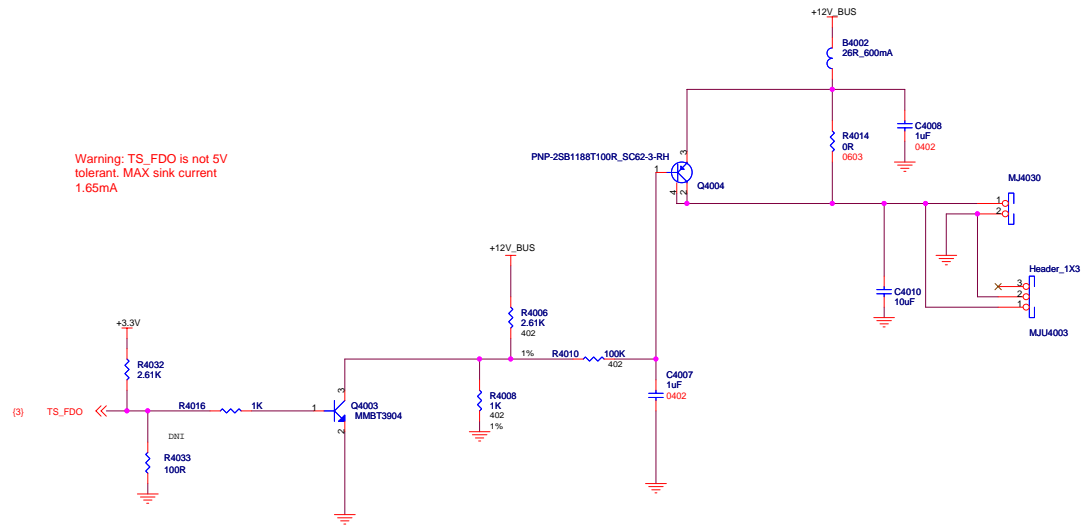 +12V_BUS
B4002
26R_600mA
C4008
1uF
0402
R4014
0R
0603
Warning: TS_FDO is not 5V
tolerant. MAX sink current
1.65mA
PNP-2SB1188T100R_SC62-3-RH
3
1
Q4004
4
2
MJ4030
1
2
+12V_BUS
Header_1X3
3
2
1
C4010
10uF
MJU4003
R4006
2.61K
402
1%
+3.3V
R4010
100K
402
R4032
2.61K
C4007
1uF
0402
R4008
1K
402
1%
3
Q4003
MMBT3904
1
2
{3}
TS_FDO
R4016
1K
DNI
R4033
100R